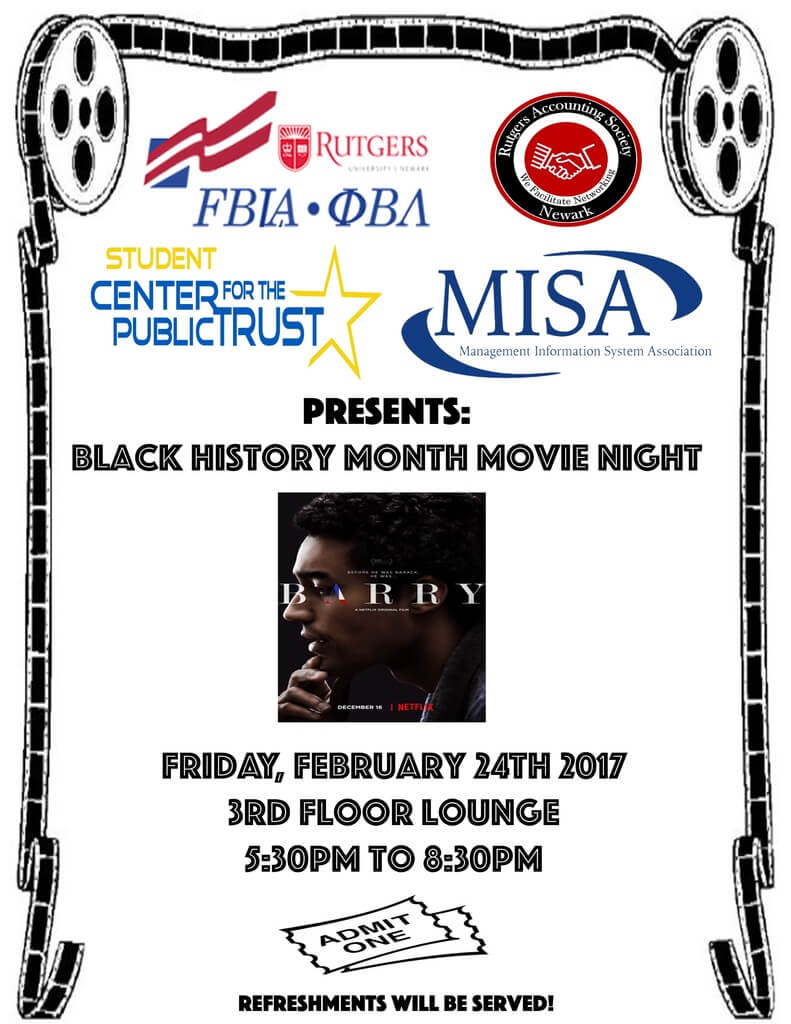 RUTGERS
UNIVERSITY | NEWARK
FBLA • ΦΒΛ
Rutgers Accounting Society
We Facilitate Networking
Newark
STUDENT
CENTER FOR THE
PUBLIC TRUST
MISA
Management Information System Association
PRESENTS:
BLACK HISTORY MONTH MOVIE NIGHT
BEFORE HE WAS BARACK,
HE WAS
BARRY
A NETFLIX ORIGINAL FILM
DECEMBER 16 | NETFLIX
FRIDAY, FEBRUARY 24TH 2017
3RD FLOOR LOUNGE
5:30PM TO 8:30PM
ADMIT
ONE
REFRESHMENTS WILL BE SERVED!